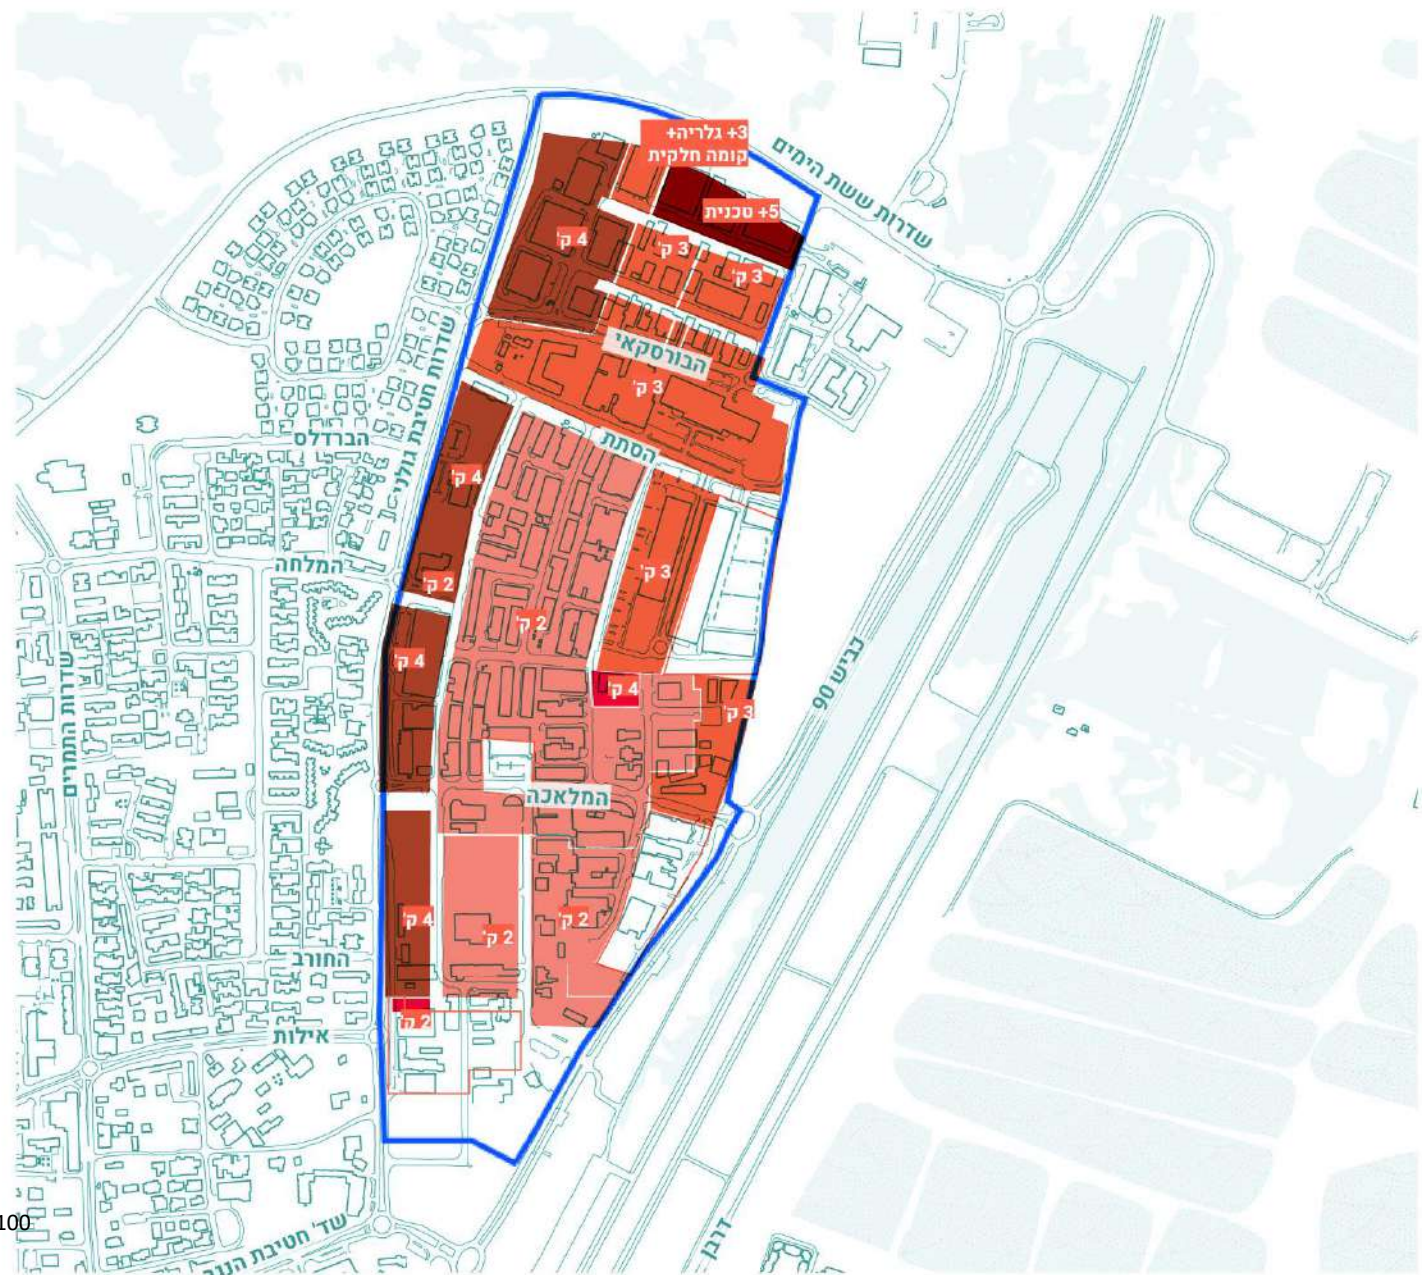 3+ גלריה+
קומה חלקית
שדרות ששת הימים
5+ טכנית
4 ק'
3 ק'
3 ק'
הבורסקאי
3 ק'
שדרות חטיבת גולני
הברדלס
הסתת
4 ק'
המלחה
2 ק'
3 ק'
2 ק'
4 ק'
4 ק'
3 ק'
כביש 90
שדרות התמרים
המלאכה
4 ק'
2 ק'
2 ק'
החורב
2 ק'
אילות
100
שד' חטיבת הנגב
דרבן